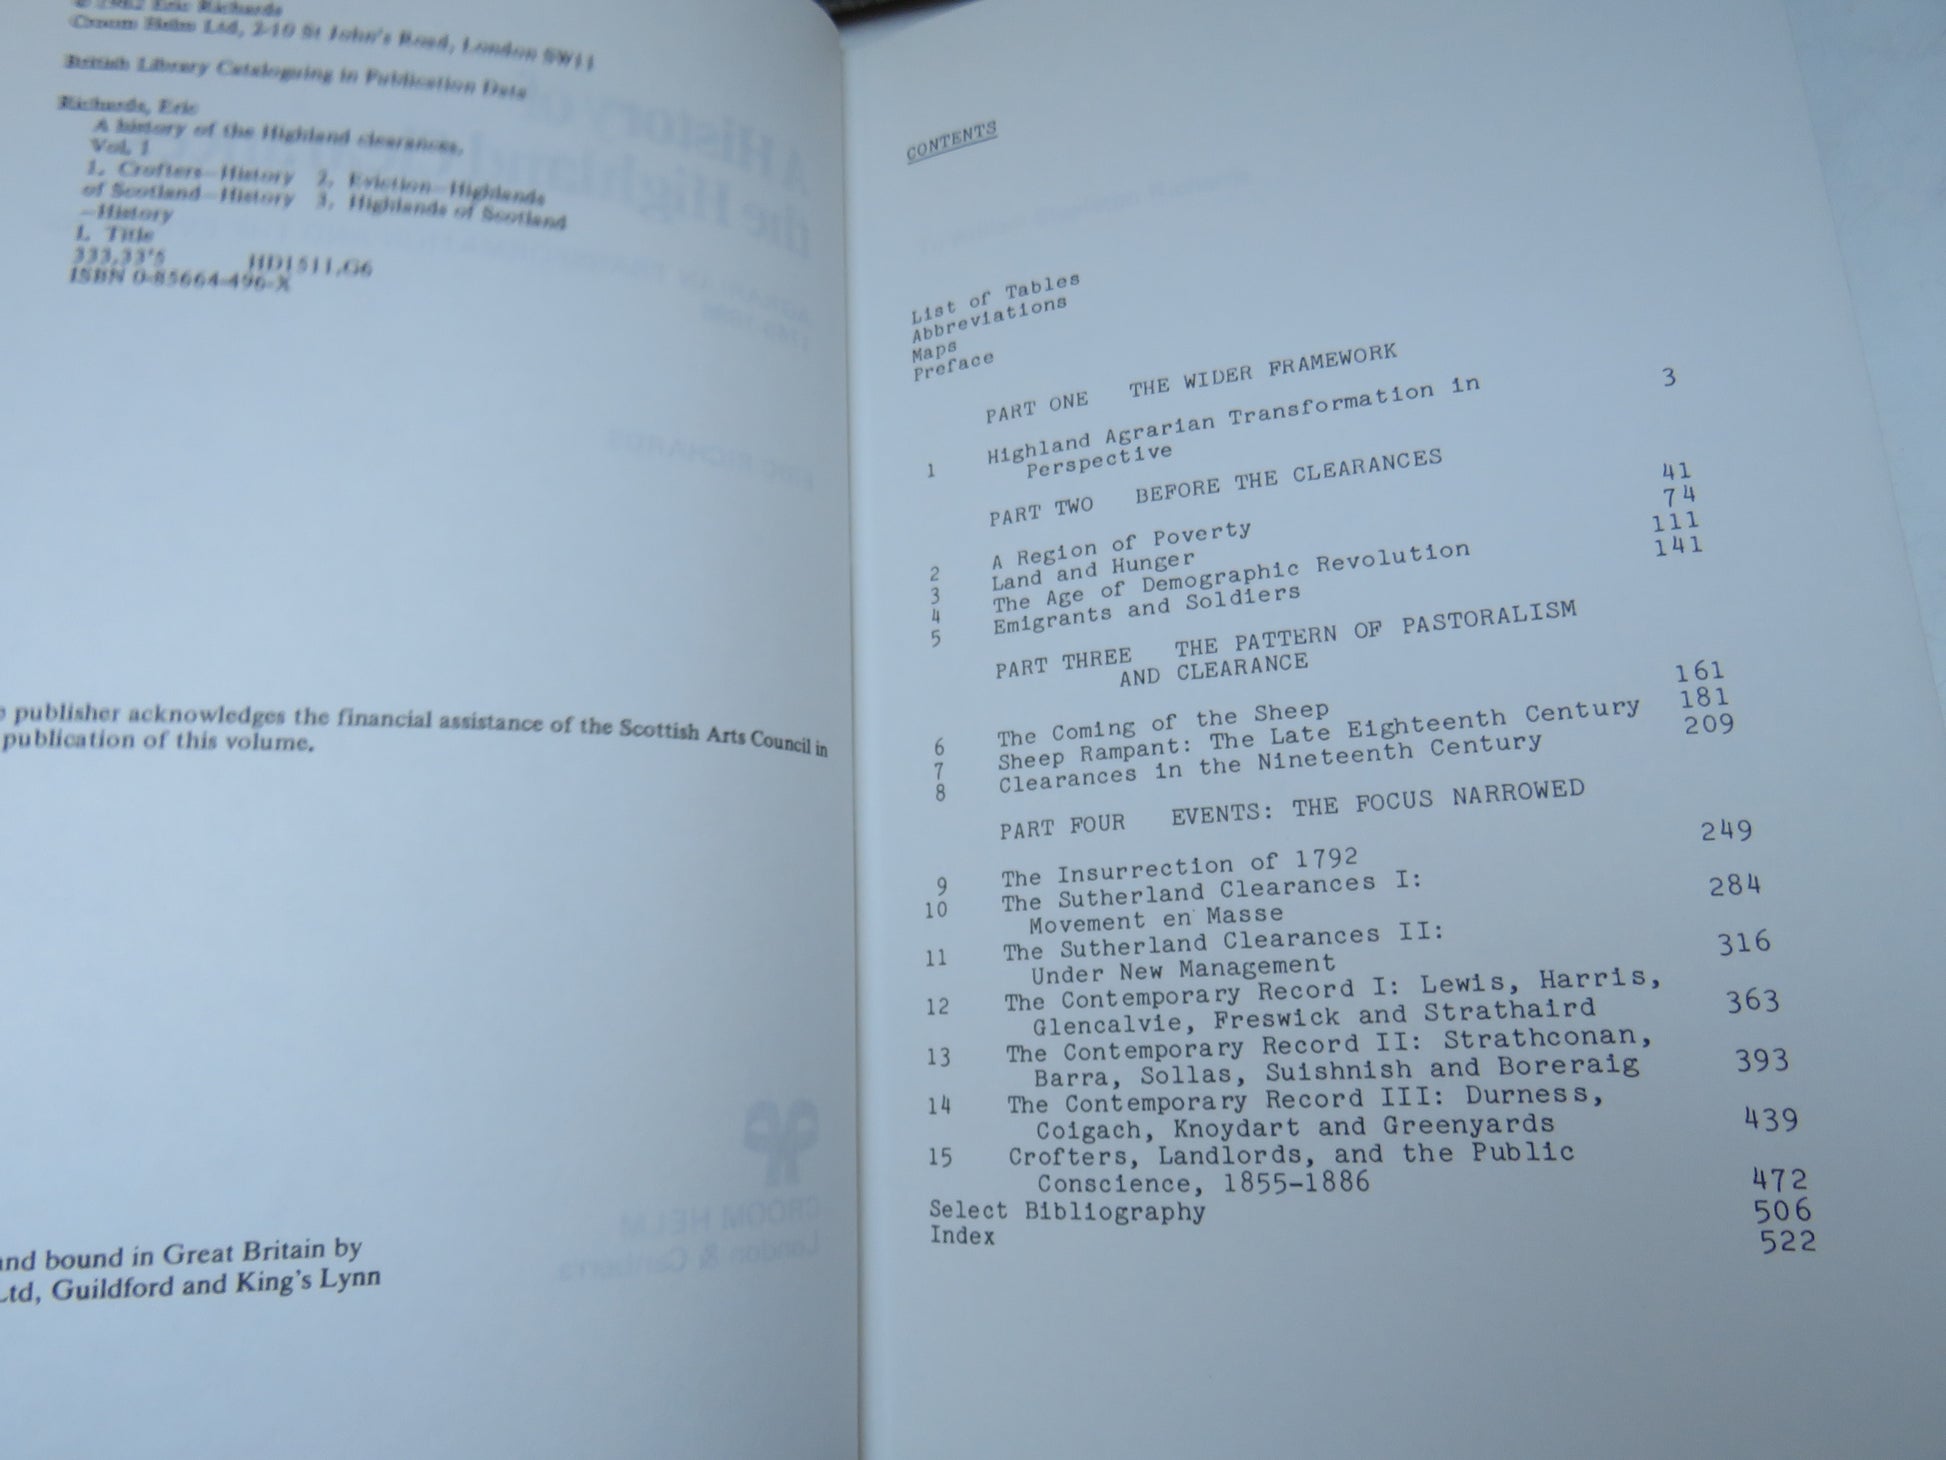 © 1982 Eric Richards
Croom Helm Ltd, 2-10 St John's Road, London SW11
British Library Cataloguing in Publication Data
Richards, Eric
A history of the Highland clearances.
Vol. 1
1. Crofters—History 2. Eviction—Highlands
of Scotland—History 3. Highlands of Scotland
—History
I. Title
333.33'5 HD1511.G6
ISBN 0-85664-496-X
publisher acknowledges the financial assistance of the Scottish Arts Council in
publication of this volume.
and bound in Great Britain by
Ltd, Guildford and King's Lynn
CONTENTS
List of Tables
Abbreviations
Maps
Preface
PART ONE THE WIDER FRAMEWORK
1 Highland Agrarian Transformation in 3
Perspective
PART TWO BEFORE THE CLEARANCES
2 A Region of Poverty 41
3 Land and Hunger 74
4 The Age of Demographic Revolution 111
5 Emigrants and Soldiers 141
PART THREE THE PATTERN OF PASTORALISM
AND CLEARANCE
6 The Coming of the Sheep 161
7 Sheep Rampant: The Late Eighteenth Century 181
8 Clearances in the Nineteenth Century 209
PART FOUR EVENTS: THE FOCUS NARROWED
9 The Insurrection of 1792 249
10 The Sutherland Clearances I:
Movement en Masse 284
11 The Sutherland Clearances II:
Under New Management 316
12 The Contemporary Record I: Lewis, Harris,
Glencalvie, Freswick and Strathaird 363
13 The Contemporary Record II: Strathconan,
Barra, Sollas, Suishnish and Boreraig 393
14 The Contemporary Record III: Durness,
Coigach, Knoydart and Greenyards 439
15 Crofters, Landlords, and the Public
Conscience, 1855-1886 472
Select Bibliography 506
Index 522